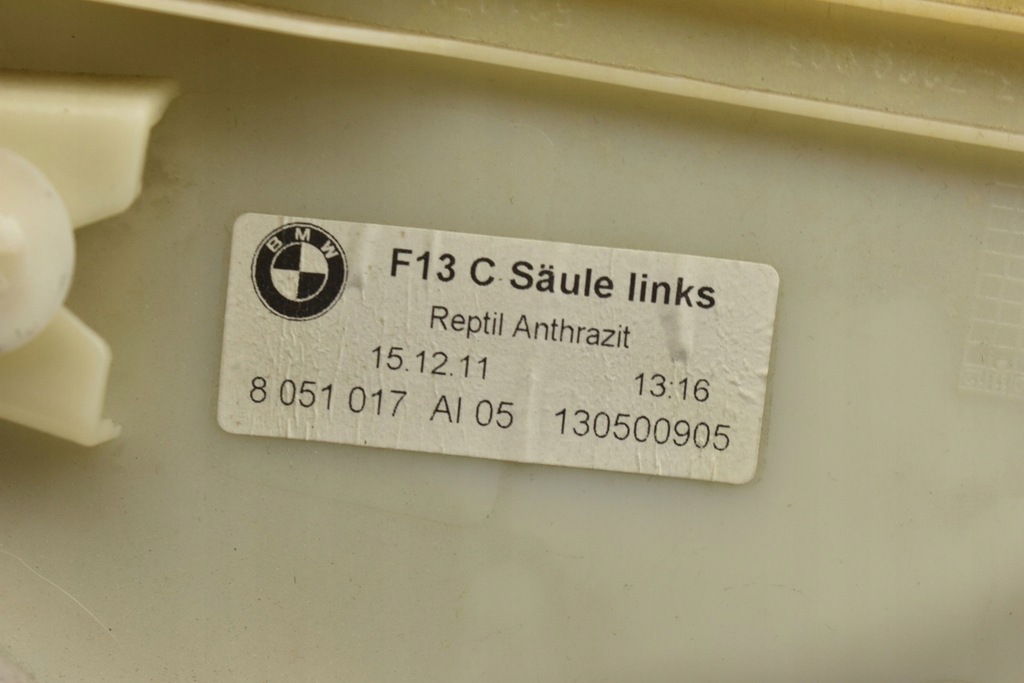 BMW
F13 C Säule links
Reptil Anthrazit
15.12.11 13:16
8 051 017 AI 05 130500905